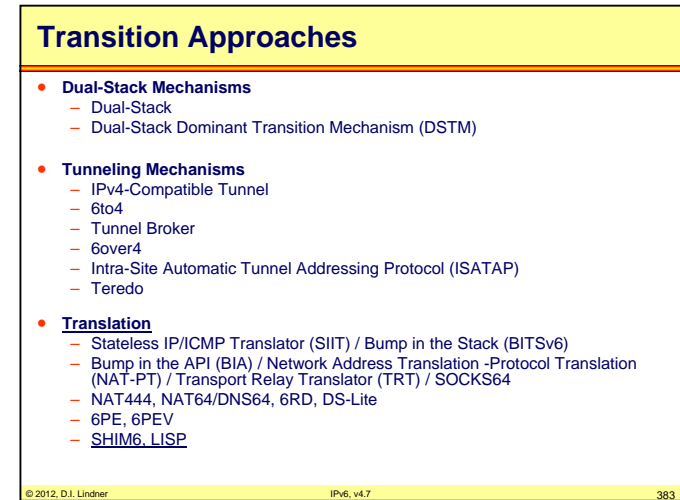 Transition Approaches
• Dual-Stack Mechanisms
– Dual-Stack
– Dual-Stack Dominant Transition Mechanism (DSTM)
• Tunneling Mechanisms
– IPv4-Compatible Tunnel
– 6to4
– Tunnel Broker
– 6over4
– Intra-Site Automatic Tunnel Addressing Protocol (ISATAP)
– Teredo
• Translation
– Stateless IP/ICMP Translator (SIIT) / Bump in the Stack (BITSv6)
– Bump in the API (BIA) / Network Address Translation -Protocol Translation
(NAT-PT) / Transport Relay Translator (TRT) / SOCKS64
– NAT444, NAT64/DNS64, 6RD, DS-Lite
– 6PE, 6PEV
– SHIM6, LISP
© 2012, D.I. Lindner IPv6, v4.7 383